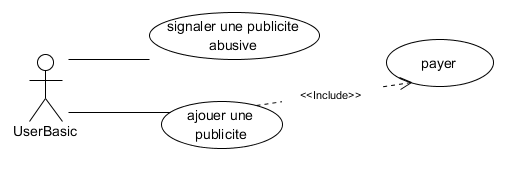 signaler une publicite
abusive
payer
<<Include>>
ajouer une
publicite
UserBasic